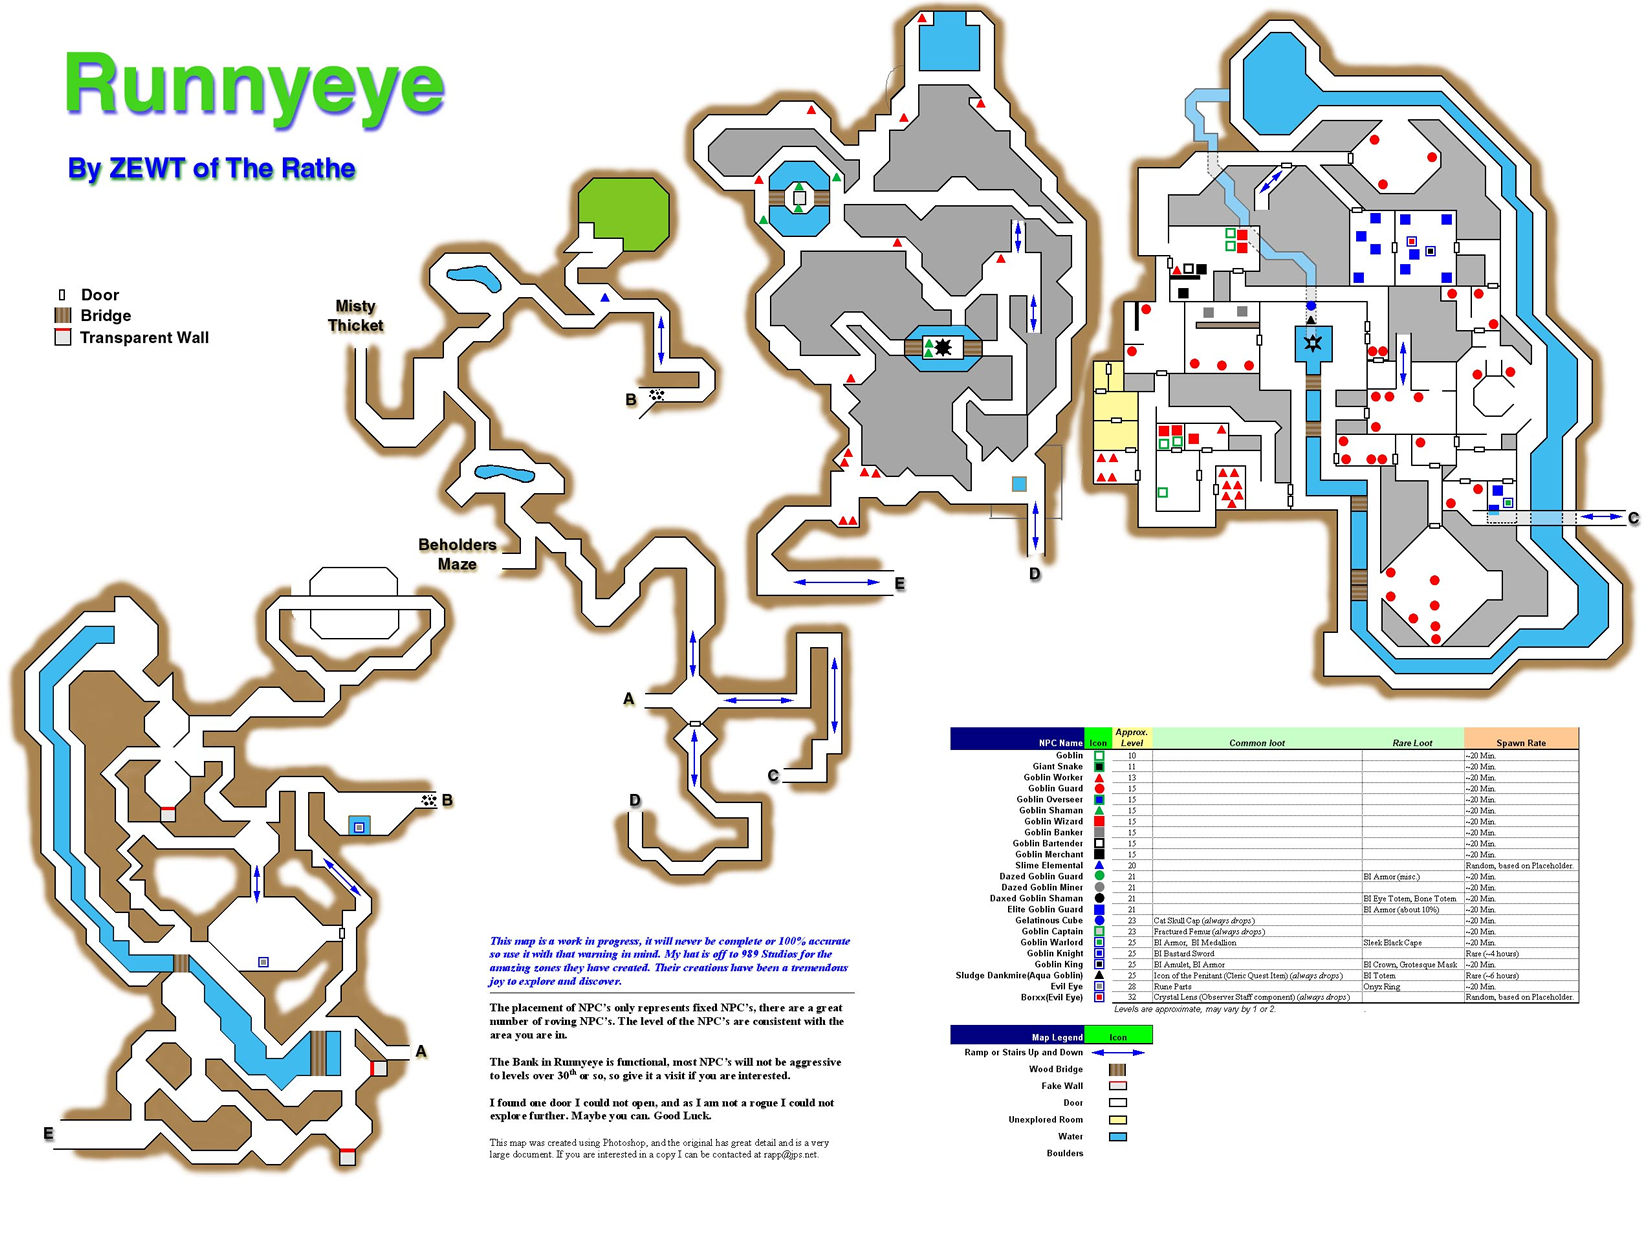 Runnyeye
By ZEWT of The Rathe
Door
Bridge
Transparent Wall
Misty
Thicket
B
Beholders
Maze
A
C
D
E
D
C
B
A
E
This map is a work in progress, it will never be complete or 100% accurate
so use it with that warning in mind. My hat is off to 989 Studios for the
amazing zones they have created. Their creations have been a tremendous
joy to explore and discover.
The placement of NPC's only represents fixed NPC's, there are a great
number of roving NPC's. The level of the NPC's are consistent with the
area you are in.
The Bank in Runnyeye is functional, most NPC's will not be aggressive
to levels over 30th or so, so give it a visit if you are interested.
I found one door I could not open, and as I am not a rogue I could not
explore further. Maybe you can. Good Luck.
This map was created using Photoshop, and the original has great detail and is a very
large document. If you are interested in a copy I can be contacted at rapp@jps.net.
NPC Name Icon Approx. Level Common loot Rare Loot Spawn Rate
Goblin 10 ~20 Min.
Giant Snake 11 ~20 Min.
Goblin Worker 13 ~20 Min.
Goblin Guard 15 ~20 Min.
Goblin Overseer 15 ~20 Min.
Goblin Shaman 15 ~20 Min.
Goblin Wizard 15 ~20 Min.
Goblin Banker 15 ~20 Min.
Goblin Bartender 15 ~20 Min.
Goblin Merchant 15 ~20 Min.
Slime Elemental 20 Random, based on Placeholder.
Dazed Goblin Guard 21 BI Armor (misc.) ~20 Min.
Dazed Goblin Miner 21 ~20 Min.
Daxed Goblin Shaman 21 BI Eye Totem, Bone Totem ~20 Min.
Elite Goblin Guard 21 BI Armor (about 10%) ~20 Min.
Gelatinous Cube 23 Cat Skull Cap (always drops) ~20 Min.
Goblin Captain 23 Fractured Femur (always drops) ~20 Min.
Goblin Warlord 25 BI Armor, BI Medallion Sleek Black Cape ~20 Min.
Goblin Knight 25 BI Bastard Sword Rare (~4 hours)
Goblin King 25 BI Amulet, BI Armor BI Crown, Grotesque Mask ~20 Min.
Sludge Dankmire(Aqua Goblin) 25 Icon of the Penitant (Cleric Quest Item) (always drops) BI Totem Rare (~6 hours)
Evil Eye 28 Rune Parts Onyx Ring ~20 Min.
Borxx(Evil Eye) 32 Crystal Lens (Observer Staff component) (always drops) Random, based on Placeholder.
Levels are approximate, may vary by 1 or 2.
Map Legend Icon
Ramp or Stairs Up and Down
Wood Bridge
Fake Wall
Door
Unexplored Room
Water
Boulders